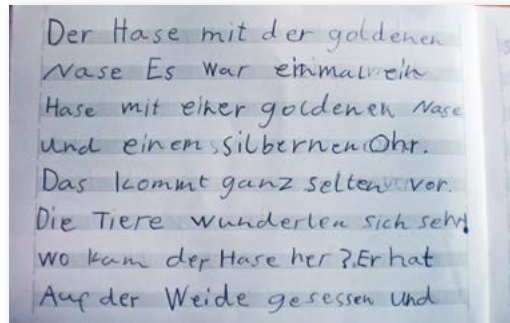 Der Hase mit der goldenen
Nase Es war einmal ein
Hase mit einer goldenen Nase
und einem silbernen Ohr.
Das kommt ganz selten vor.
Die Tiere wunderten sich sehr
wo kam der Hase her? Er hat
Auf der Weide gesessen und